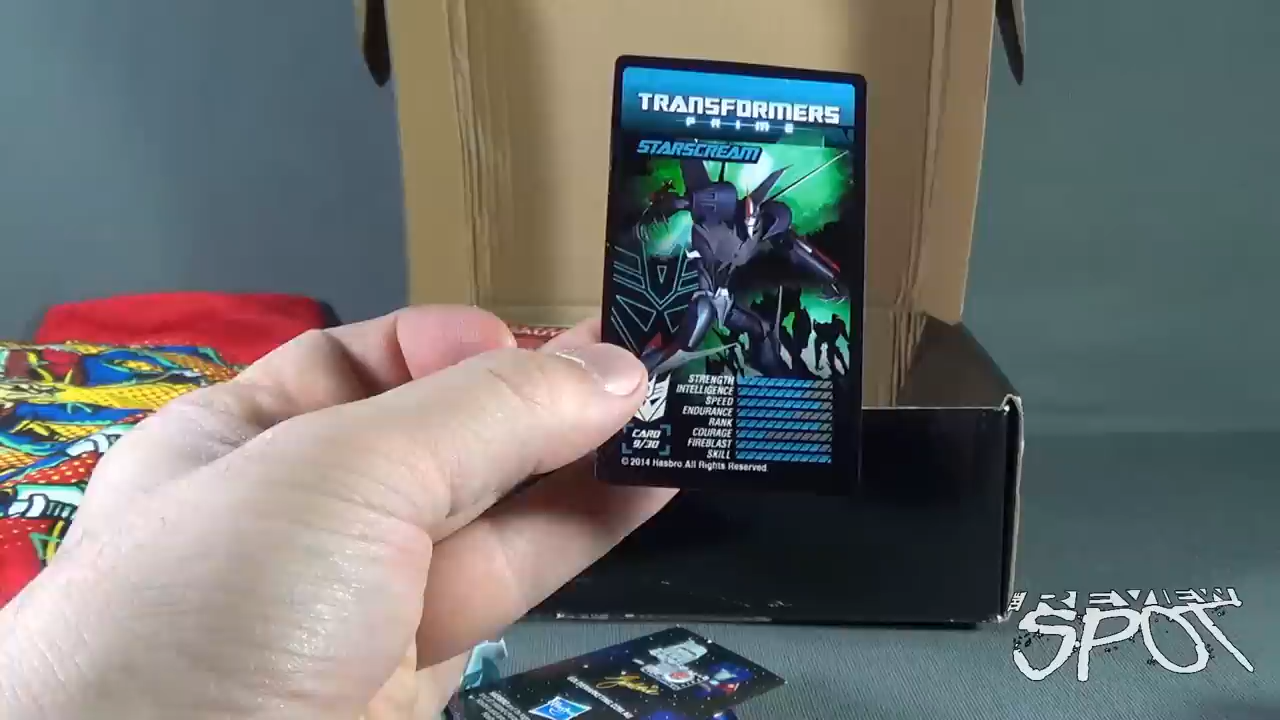 TRANSFORMERS
PRIME
STARSCREAM
STRENGTH
INTELLIGENCE
SPEED
ENDURANCE
RANK
COURAGE
FIREBLAST
SKILL
CARD
9/30
© 2014 Hasbro. All Rights Reserved.
THE REVIEW
SPOT
Hasbro